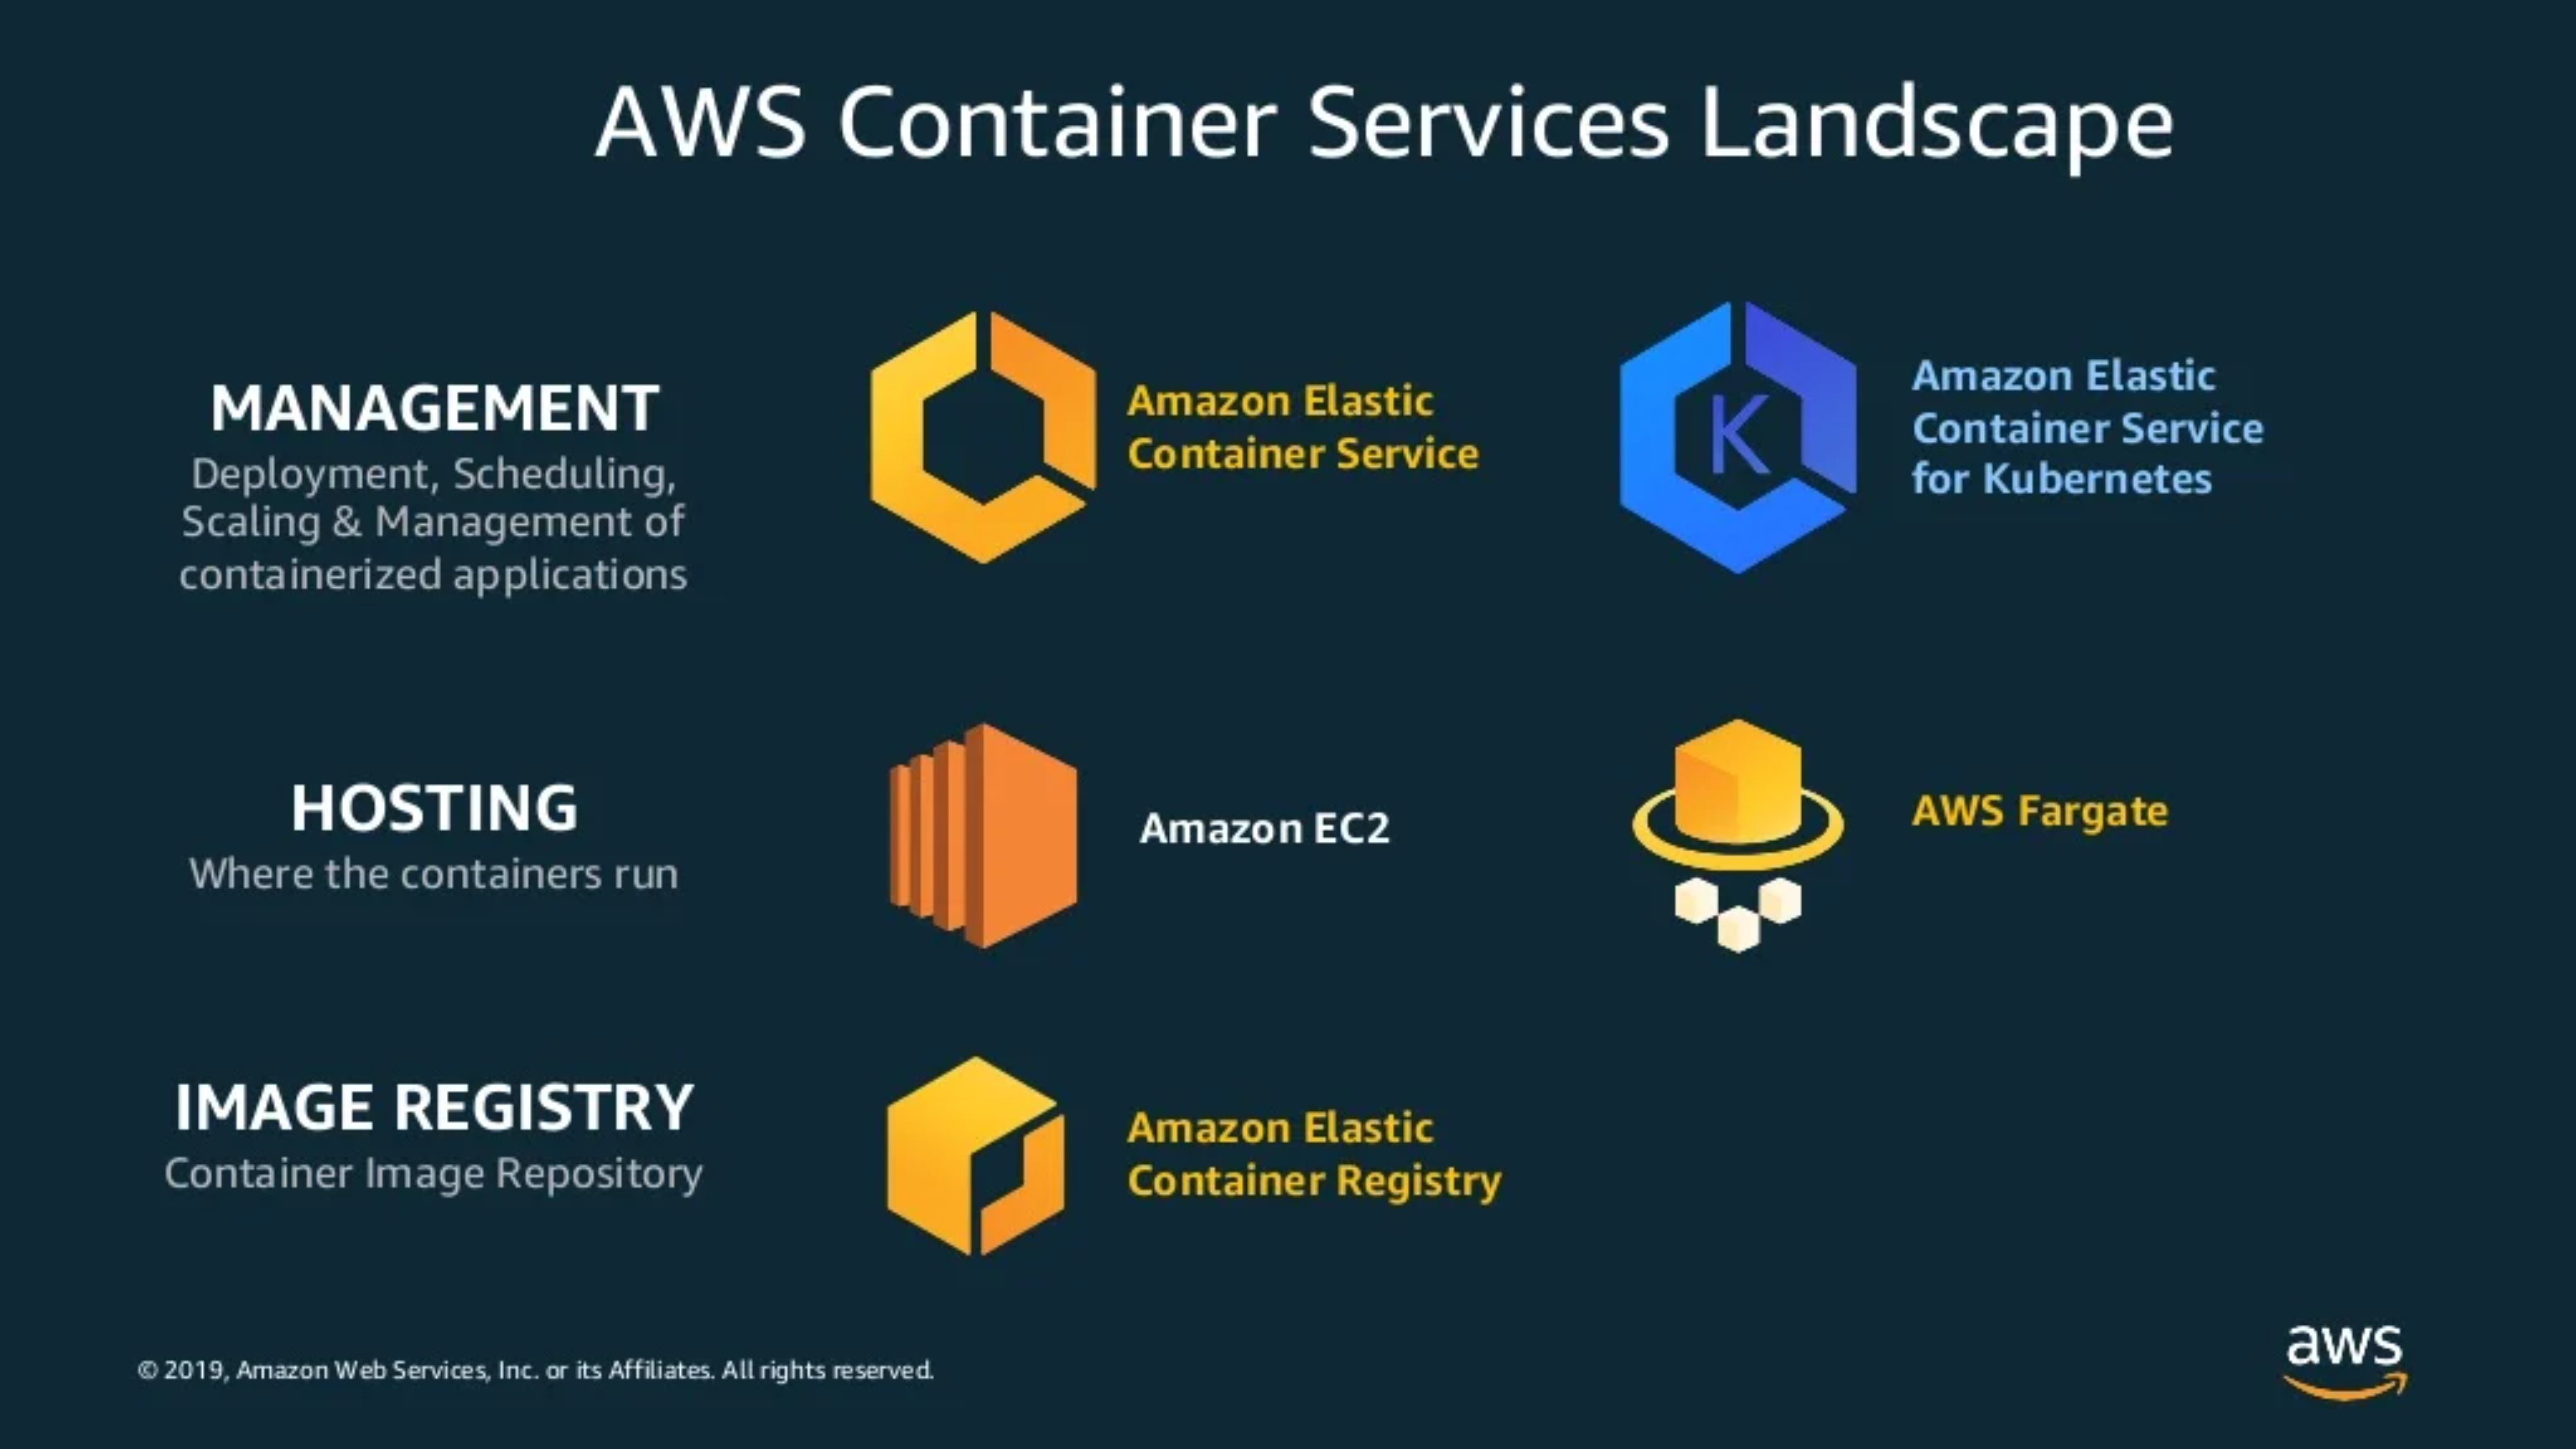 AWS Container Services Landscape
MANAGEMENT
Deployment, Scheduling,
Scaling & Management of
containerized applications
Amazon Elastic
Container Service
K
Amazon Elastic
Container Service
for Kubernetes
HOSTING
Where the containers run
Amazon EC2
AWS Fargate
IMAGE REGISTRY
Container Image Repository
Amazon Elastic
Container Registry
© 2019, Amazon Web Services, Inc. or its Affiliates. All rights reserved.
aws